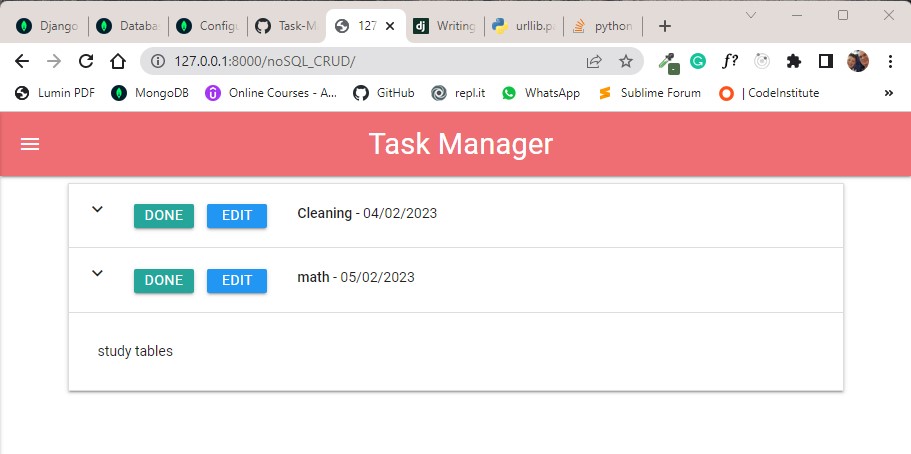 Django
Databa
Configu
Task-M
127
Writing
urllib.p
python
127.0.0.1:8000/noSQL_CRUD/
f?
Lumin PDF
MongoDB
Online Courses - A...
GitHub
repl.it
WhatsApp
Sublime Forum
| CodeInstitute
»
Task Manager
DONE EDIT Cleaning - 04/02/2023
DONE EDIT math - 05/02/2023
study tables